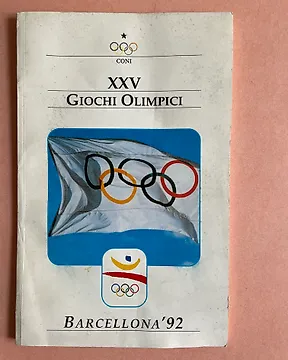 CONI
XXV
GIOCHI OLIMPICI
BARCELLONA'92